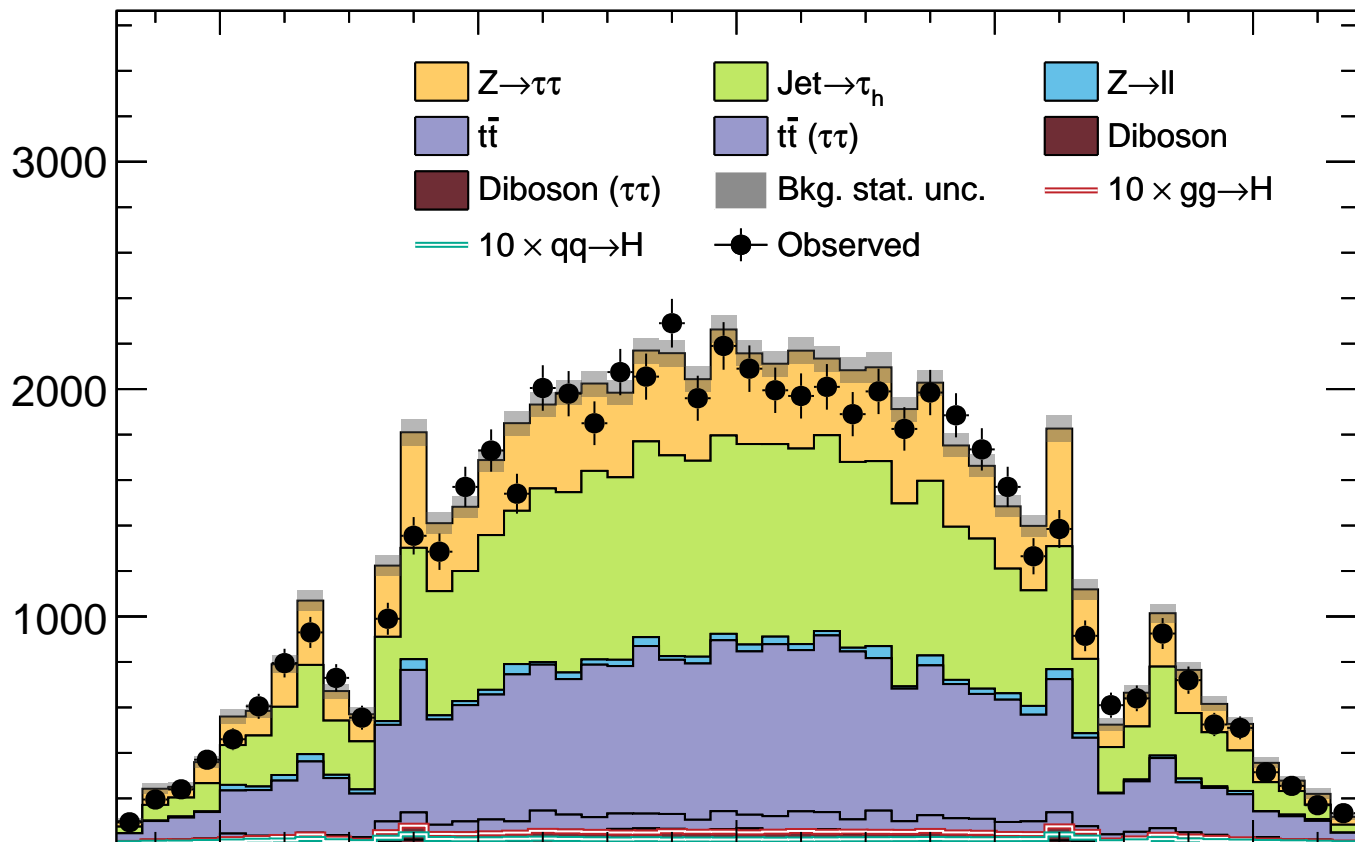 Z→ττ Jet→τh Z→ll
tt̄ tt̄ (ττ) Diboson
Diboson (ττ) Bkg. stat. unc. 10 × gg→H
10 × qq→H Observed
3000
2000
1000